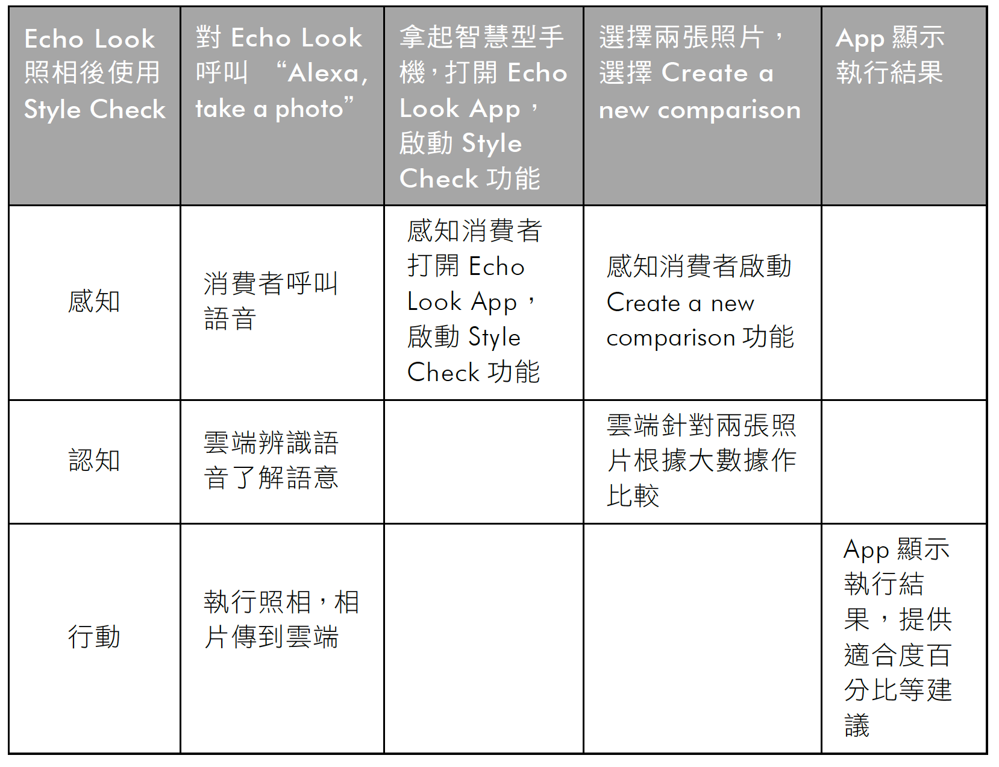 Echo Look
照相後使用
Style Check
對 Echo Look
呼叫 “Alexa,
take a photo”
拿起智慧型手
機，打開 Echo
Look App，
啟動 Style
Check 功能
選擇兩張照片，
選擇 Create a
new comparison
App 顯示
執行結果
感知
消費者呼叫
語音
感知消費者
打開 Echo
Look App，
啟動 Style
Check 功能
感知消費者啟動
Create a new
comparison 功能
認知
雲端辨識語
音了解語意
雲端針對兩張照
片根據大數據作
比較
行動
執行照相，相
片傳到雲端
App 顯示
執行結
果，提供
適合度百
分比等建
議